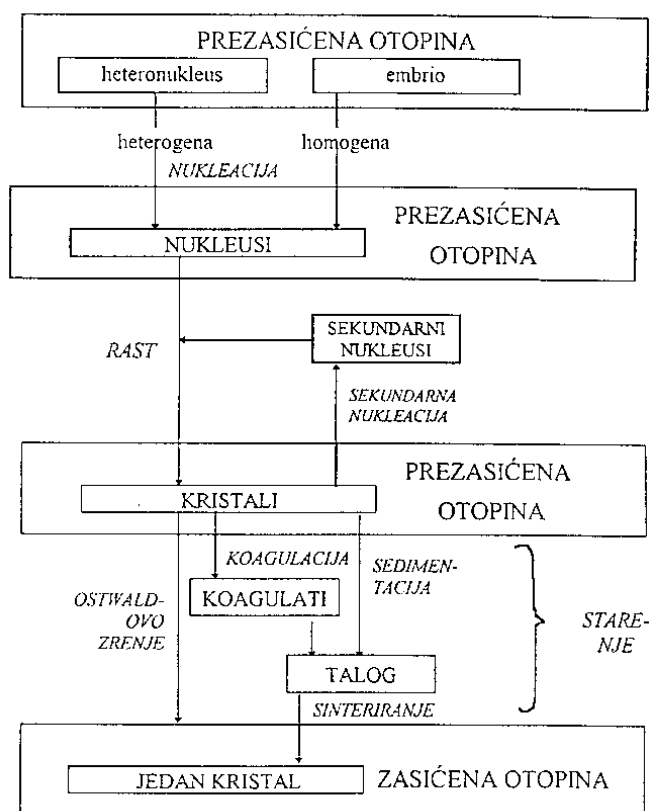 PREZASIĆENA OTOPINA
heteronukleus
embrio
heterogena
homogena
NUKLEACIJA
PREZASIĆENA
OTOPINA
NUKLEUSI
SEKUNDARNI
NUKLEUSI
RAST
SEKUNDARNA
NUKLEACIJA
PREZASIĆENA
OTOPINA
KRISTALI
KOAGULACIJA
SEDIMEN-
TACIJA
KOAGULATI
OSTWALD-
OVO
ZRENJE
STARE-
NJE
TALOG
SINTERIRANJE
JEDAN KRISTAL
ZASIĆENA OTOPINA